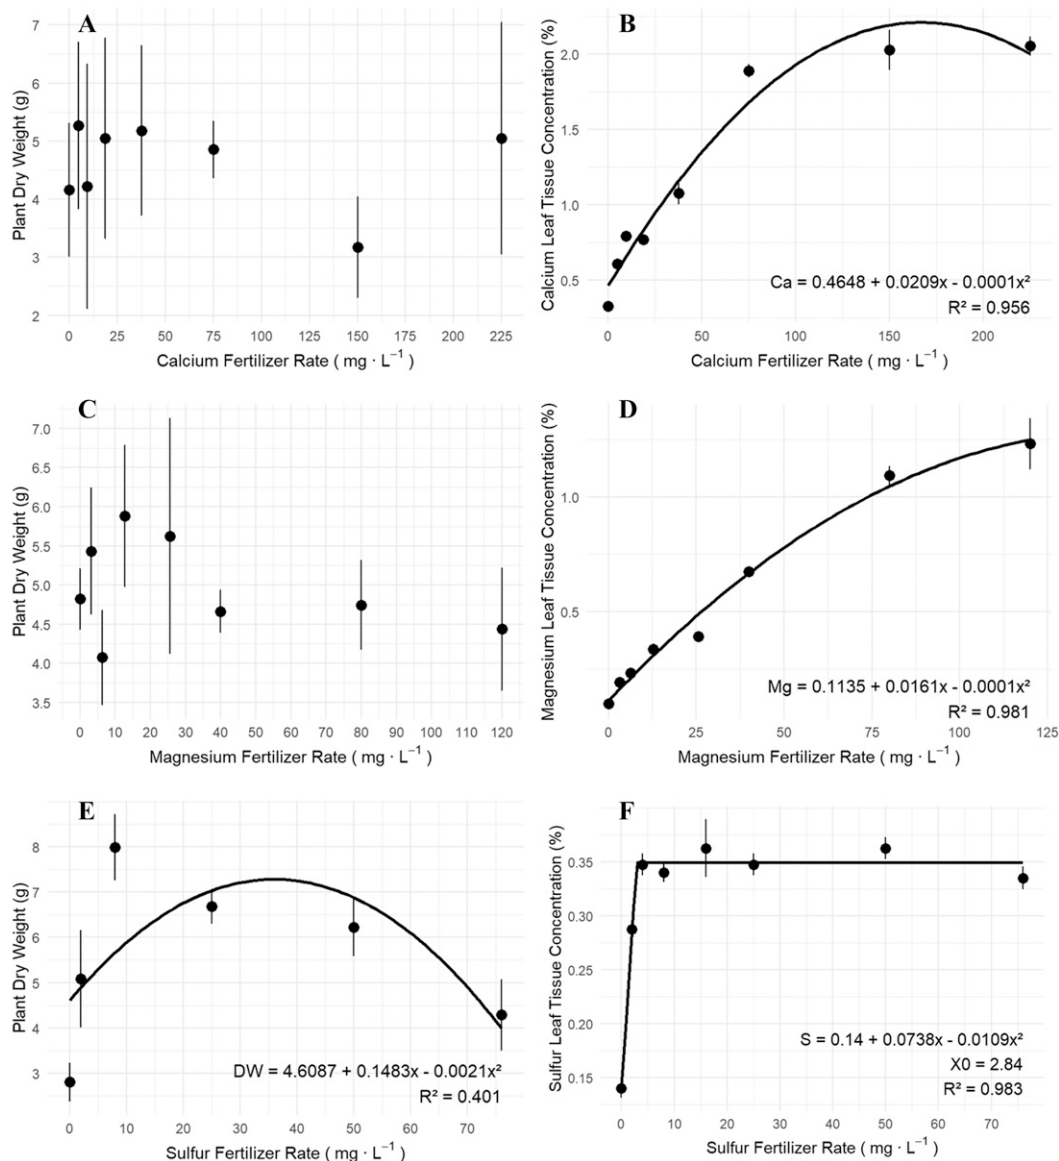 A
Plant Dry Weight (g)
7
6
5
4
3
2
0 25 50 75 100 125 150 175 200 225
Calcium Fertilizer Rate ( mg · L⁻¹ )
B
Calcium Leaf Tissue Concentration (%)
2.0
1.5
1.0
0.5
Ca = 0.4648 + 0.0209x - 0.0001x²
R² = 0.956
0 50 100 150 200
Calcium Fertilizer Rate ( mg · L⁻¹ )
C
Plant Dry Weight (g)
7.0
6.5
6.0
5.5
5.0
4.5
4.0
3.5
0 10 20 30 40 50 60 70 80 90 100 110 120
Magnesium Fertilizer Rate ( mg · L⁻¹ )
D
Magnesium Leaf Tissue Concentration (%)
1.0
0.5
Mg = 0.1135 + 0.0161x - 0.0001x²
R² = 0.981
0 25 50 75 100 125
Magnesium Fertilizer Rate ( mg · L⁻¹ )
E
Plant Dry Weight (g)
8
7
6
5
4
3
DW = 4.6087 + 0.1483x - 0.0021x²
R² = 0.401
0 10 20 30 40 50 60 70
Sulfur Fertilizer Rate ( mg · L⁻¹ )
F
Sulfur Leaf Tissue Concentration (%)
0.35
0.30
0.25
0.20
0.15
S = 0.14 + 0.0738x - 0.0109x²
X0 = 2.84
R² = 0.983
0 10 20 30 40 50 60 70
Sulfur Fertilizer Rate ( mg · L⁻¹ )